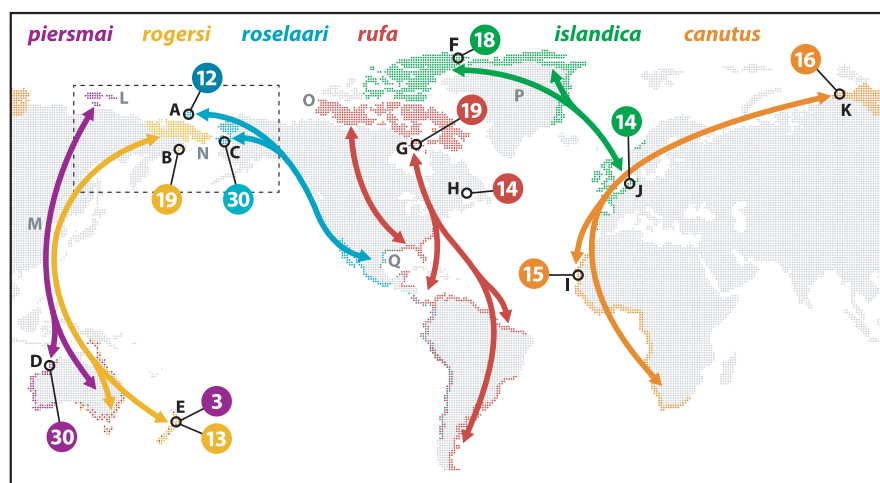 piersmai rogersi roselaari rufa islandica canutus
F 18
16
12
L
O
P
A
K
19
14
N
C
G
B
H 14
J
19
30
M
Q
15
I
D
E 3
30
13